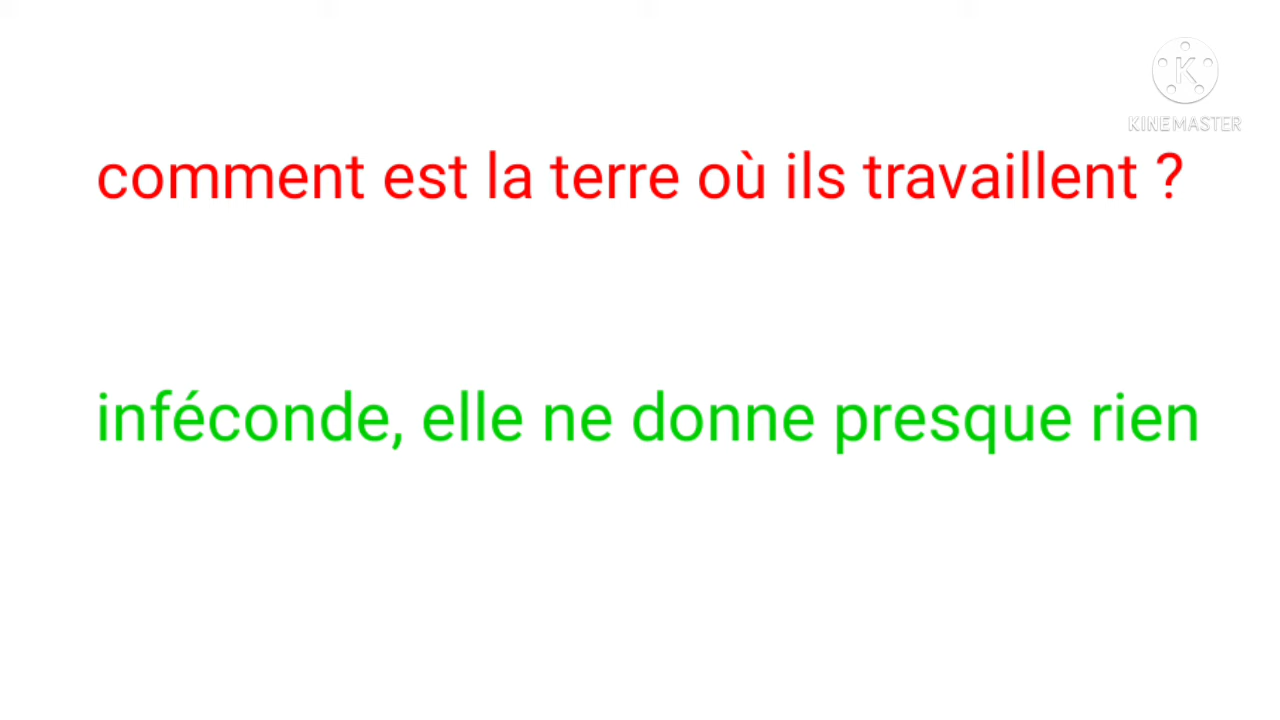 KINEMASTER
comment est la terre où ils travaillent ?
inféconde, elle ne donne presque rien